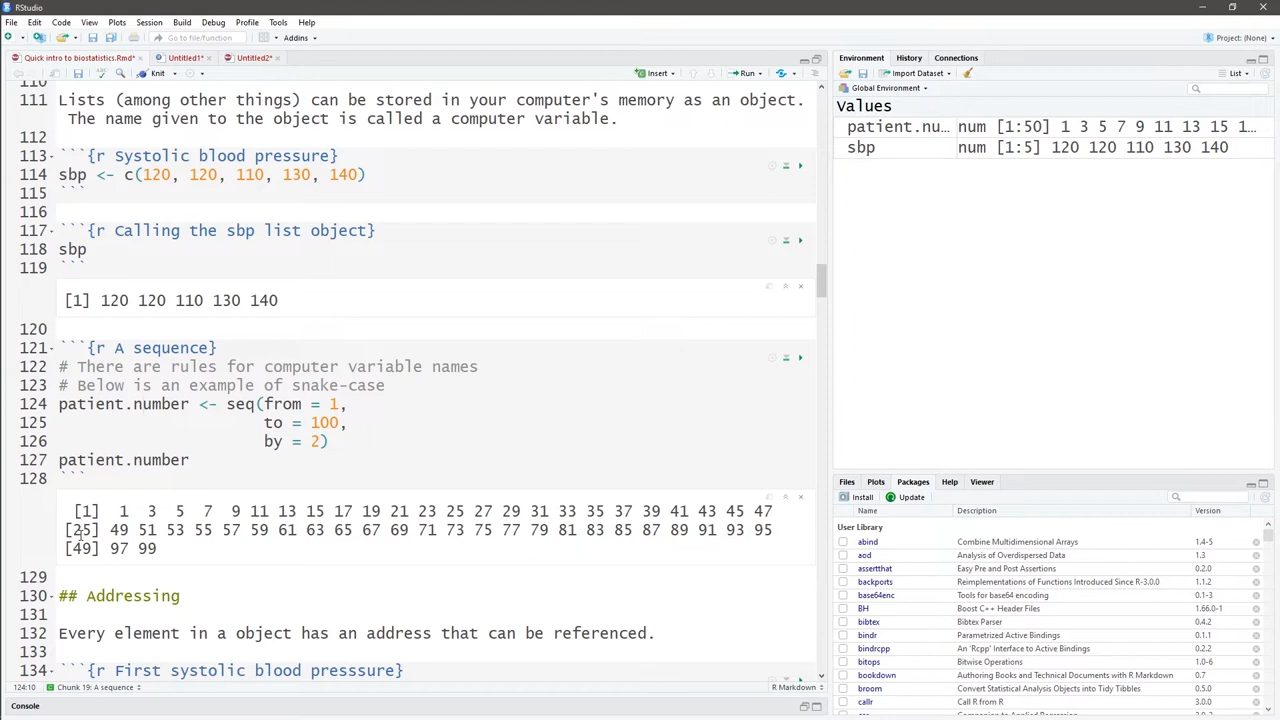 RStudio
File Edit Code View Plots Session Build Debug Profile Tools Help
Go to file/function Addins Project: (None)
Quick intro to biostatistics.Rmd* Untitled1* Untitled2*
Knit Insert Run
110
111 Lists (among other things) can be stored in your computer's memory as an object.
The name given to the object is called a computer variable.
112
113 ```{r Systolic blood pressure}
114 sbp <- c(120, 120, 110, 130, 140)
115 ```
116
117 ```{r Calling the sbp list object}
118 sbp
119 ```
[1] 120 120 110 130 140
120
121 ```{r A sequence}
122 # There are rules for computer variable names
123 # Below is an example of snake-case
124 patient.number <- seq(from = 1,
125 to = 100,
126 by = 2)
127 patient.number
128 ```
[1] 1 3 5 7 9 11 13 15 17 19 21 23 25 27 29 31 33 35 37 39 41 43 45 47
[25] 49 51 53 55 57 59 61 63 65 67 69 71 73 75 77 79 81 83 85 87 89 91 93 95
[49] 97 99
129
130 ## Addressing
131
132 Every element in a object has an address that can be referenced.
133
134 ```{r First systolic blood presssure}
124:10 Chunk 19: A sequence R Markdown
Console
Environment History Connections
Import Dataset List
Global Environment
Values
patient.nu… num [1:50] 1 3 5 7 9 11 13 15 1…
sbp num [1:5] 120 120 110 130 140
Files Plots Packages Help Viewer
Install Update
Name Description Version
User Library
abind Combine Multidimensional Arrays 1.4-5
aod Analysis of Overdispersed Data 1.3
assertthat Easy Pre and Post Assertions 0.2.0
backports Reimplementations of Functions Introduced Since R-3.0.0 1.1.2
base64enc Tools for base64 encoding 0.1-3
BH Boost C++ Header Files 1.66.0-1
bibtex Bibtex Parser 0.4.2
bindr Parametrized Active Bindings 0.1.1
bindrcpp An 'Rcpp' Interface to Active Bindings 0.2.2
bitops Bitwise Operations 1.0-6
bookdown Authoring Books and Technical Documents with R Markdown 0.7
broom Convert Statistical Analysis Objects into Tidy Tibbles 0.5.0
callr Call R from R 3.0.0